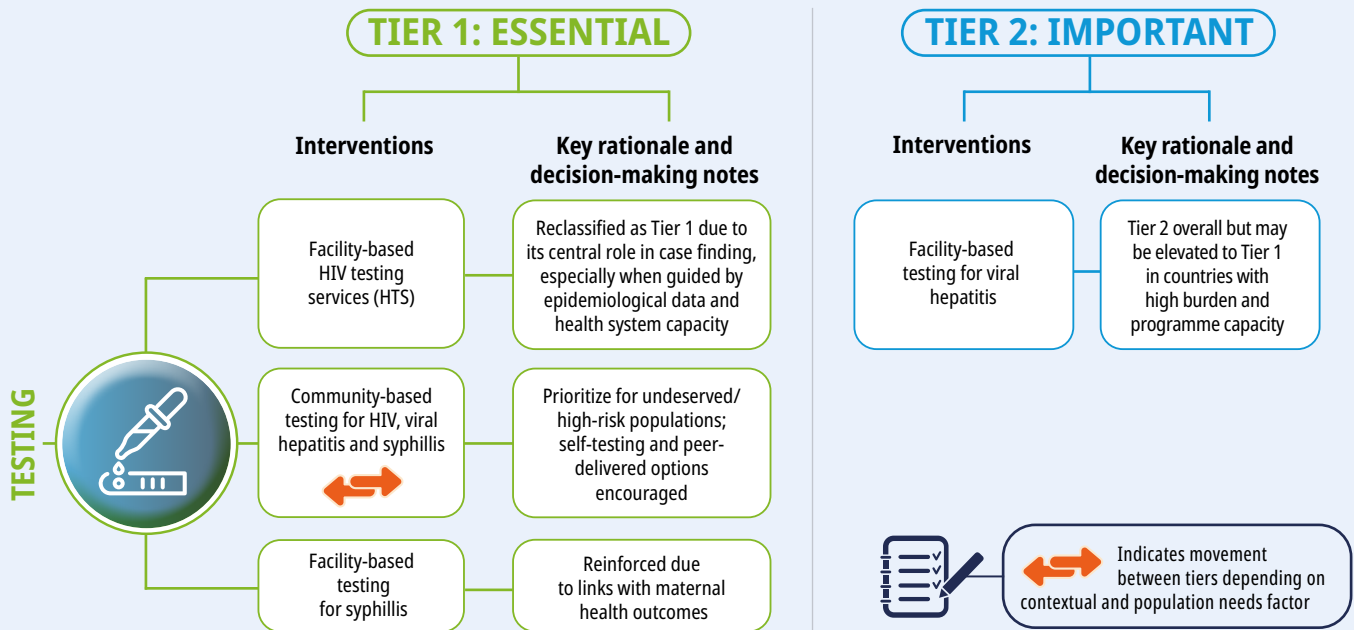 TIER 1: ESSENTIAL
Interventions
Key rationale and
decision-making notes
TESTING
Facility-based
HIV testing
services (HTS)
Reclassified as Tier 1 due to
its central role in case finding,
especially when guided by
epidemiological data and
health system capacity
Community-based
testing for HIV, viral
hepatitis and syphillis
Prioritize for undeserved/
high-risk populations;
self-testing and peer-
delivered options
encouraged
Facility-based
testing
for syphillis
Reinforced due
to links with maternal
health outcomes
TIER 2: IMPORTANT
Interventions
Key rationale and
decision-making notes
Facility-based
testing for viral
hepatitis
Tier 2 overall but may
be elevated to Tier 1
in countries with
high burden and
programme capacity
Indicates movement
between tiers depending on
contextual and population needs factor